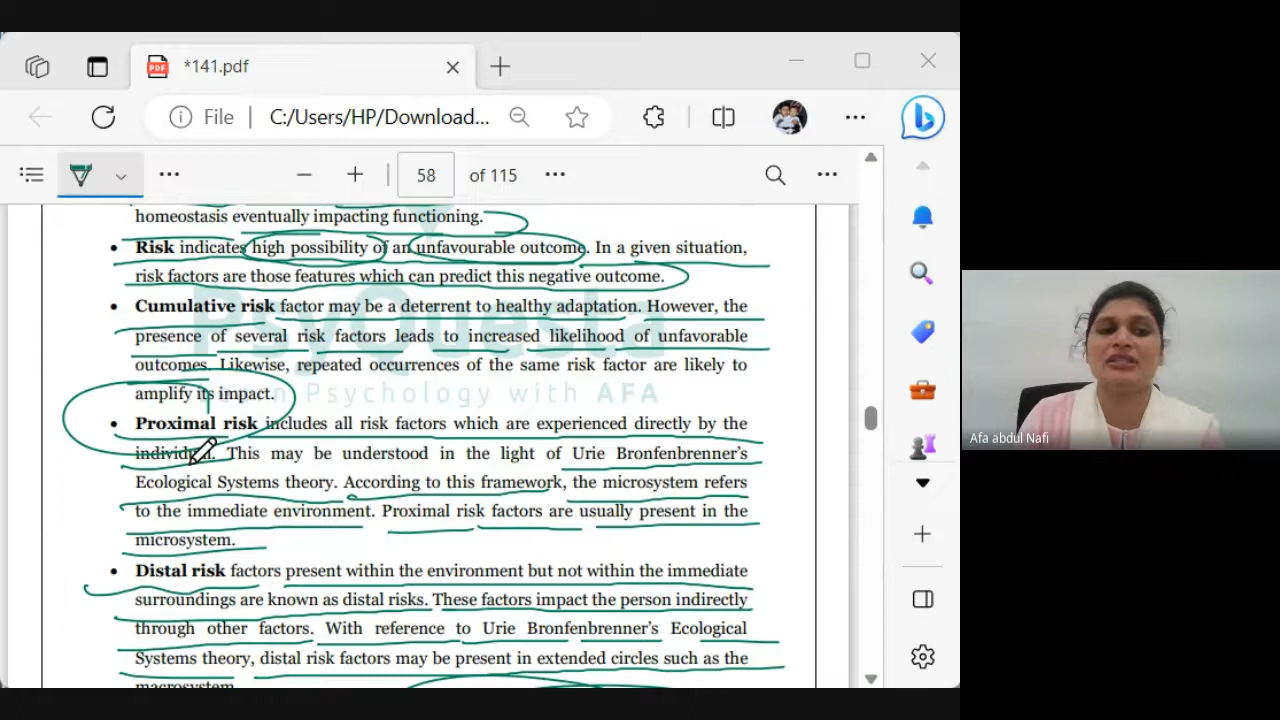 *141.pdf
File
C:/Users/HP/Download...
58 of 115
homeostasis eventually impacting functioning.
• Risk indicates high possibility of an unfavourable outcome. In a given situation,
risk factors are those features which can predict this negative outcome.
• Cumulative risk factor may be a deterrent to healthy adaptation. However, the
presence of several risk factors leads to increased likelihood of unfavorable
outcomes. Likewise, repeated occurrences of the same risk factor are likely to
amplify its impact.
• Proximal risk includes all risk factors which are experienced directly by the
individual. This may be understood in the light of Urie Bronfenbrenner's
Ecological Systems theory. According to this framework, the microsystem refers
to the immediate environment. Proximal risk factors are usually present in the
microsystem.
• Distal risk factors present within the environment but not within the immediate
surroundings are known as distal risks. These factors impact the person indirectly
through other factors. With reference to Urie Bronfenbrenner's Ecological
Systems theory, distal risk factors may be present in extended circles such as the
macrosystem.
PsyQuesta
Learn Psychology with AFA
Afa abdul Nafi